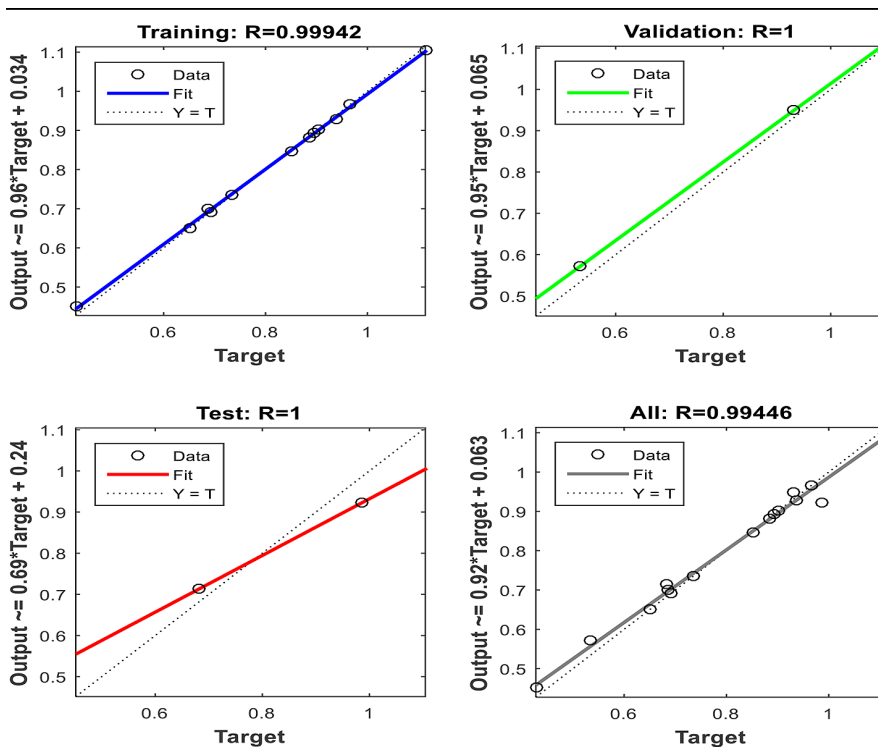 Training: R=0.99942
Output ~= 0.96*Target + 0.034
1.1
1
0.9
0.8
0.7
0.6
0.5
Data
Fit
Y = T
0.6
0.8
1
Target
Validation: R=1
Output ~= 0.95*Target + 0.065
1.1
1
0.9
0.8
0.7
0.6
0.5
Data
Fit
Y = T
0.6
0.8
1
Target
Test: R=1
Output ~= 0.69*Target + 0.24
1.1
1
0.9
0.8
0.7
0.6
0.5
Data
Fit
Y = T
0.6
0.8
1
Target
All: R=0.99446
Output ~= 0.92*Target + 0.063
1.1
1
0.9
0.8
0.7
0.6
0.5
Data
Fit
Y = T
0.6
0.8
1
Target